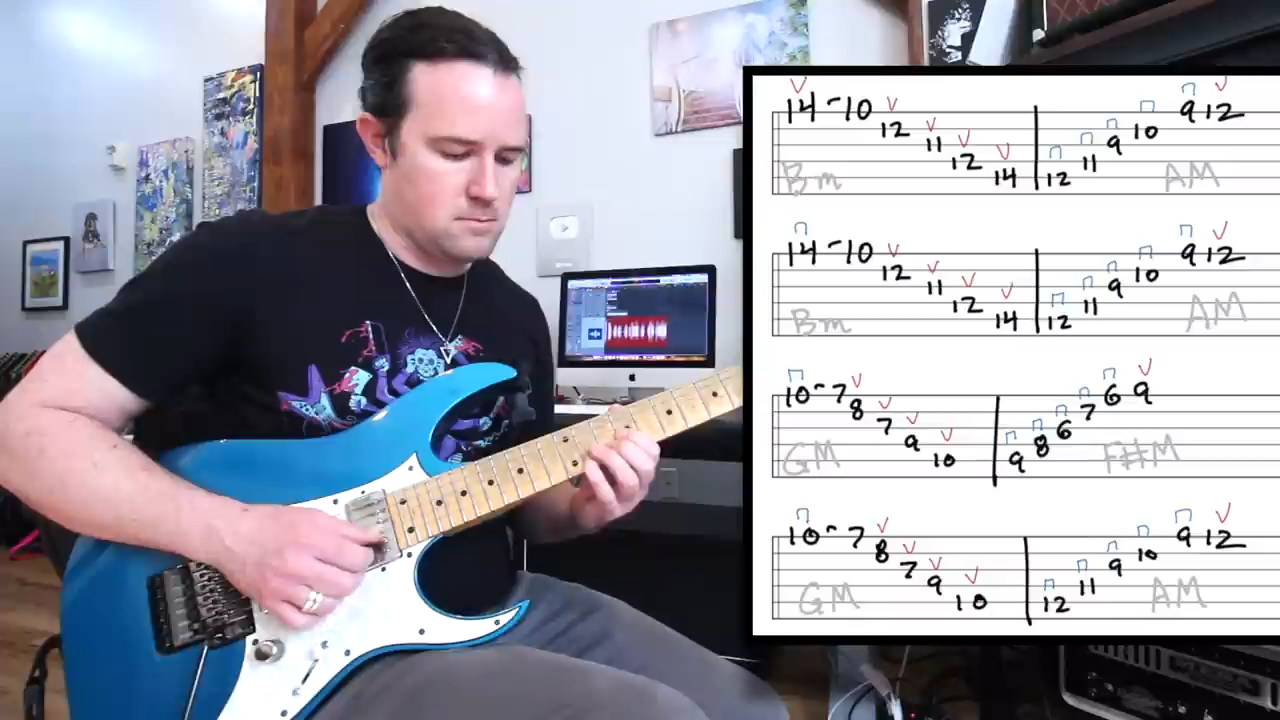 14-10 12 11 12 14 | 12 11 9 10 9 12
Bm AM
14-10 12 11 12 14 | 12 11 9 10 9 12
Bm AM
10-7 8 7 9 10 | 9 8 6 7 6 9
GM F#M
10-7 8 7 9 10 | 12 11 9 10 9 12
GM AM